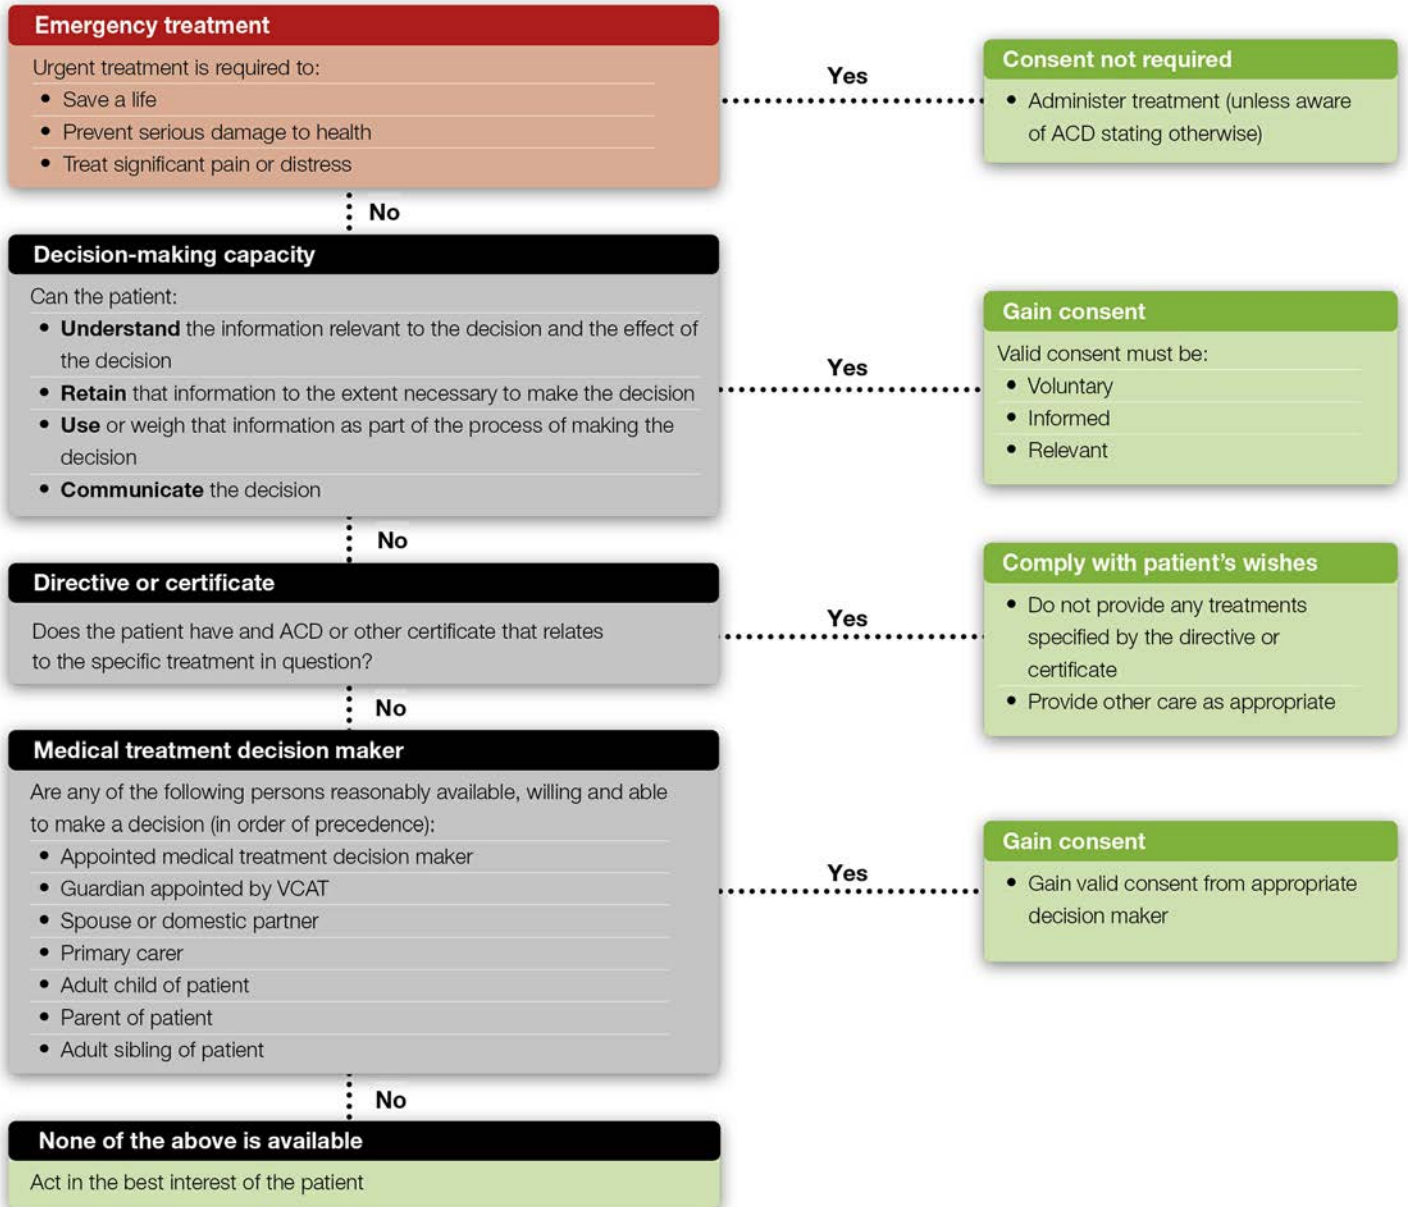 Emergency treatment
Urgent treatment is required to:
• Save a life
• Prevent serious damage to health
• Treat significant pain or distress
Yes
Consent not required
• Administer treatment (unless aware
of ACD stating otherwise)
No
Decision-making capacity
Can the patient:
• Understand the information relevant to the decision and the effect of
the decision
• Retain that information to the extent necessary to make the decision
• Use or weigh that information as part of the process of making the
decision
• Communicate the decision
Yes
Gain consent
Valid consent must be:
• Voluntary
• Informed
• Relevant
No
Directive or certificate
Does the patient have and ACD or other certificate that relates
to the specific treatment in question?
Yes
Comply with patient's wishes
• Do not provide any treatments
specified by the directive or
certificate
• Provide other care as appropriate
No
Medical treatment decision maker
Are any of the following persons reasonably available, willing and able
to make a decision (in order of precedence):
• Appointed medical treatment decision maker
• Guardian appointed by VCAT
• Spouse or domestic partner
• Primary carer
• Adult child of patient
• Parent of patient
• Adult sibling of patient
Yes
Gain consent
• Gain valid consent from appropriate
decision maker
No
None of the above is available
Act in the best interest of the patient